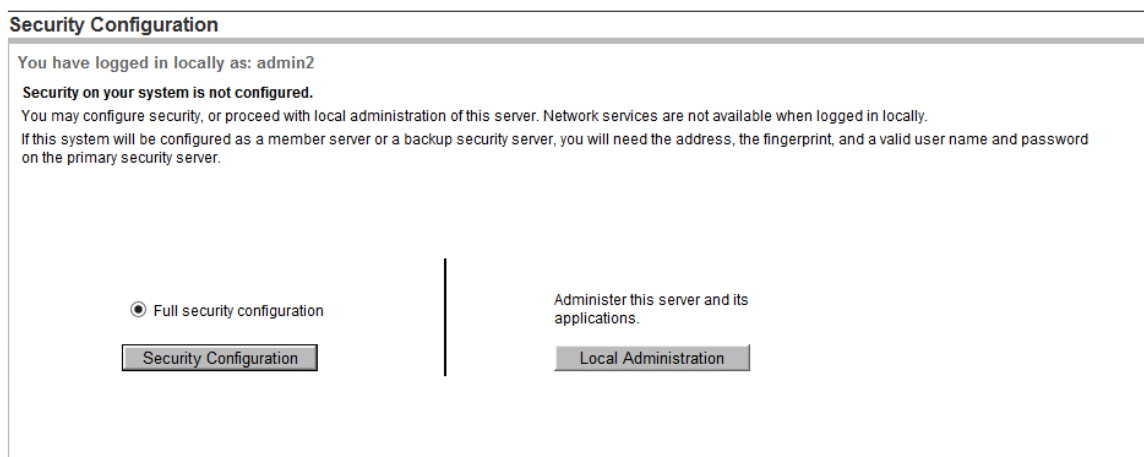 Security Configuration
You have logged in locally as: admin2
Security on your system is not configured.
You may configure security, or proceed with local administration of this server. Network services are not available when logged in locally.
If this system will be configured as a member server or a backup security server, you will need the address, the fingerprint, and a valid user name and password
on the primary security server.
Full security configuration
Security Configuration
Administer this server and its
applications.
Local Administration